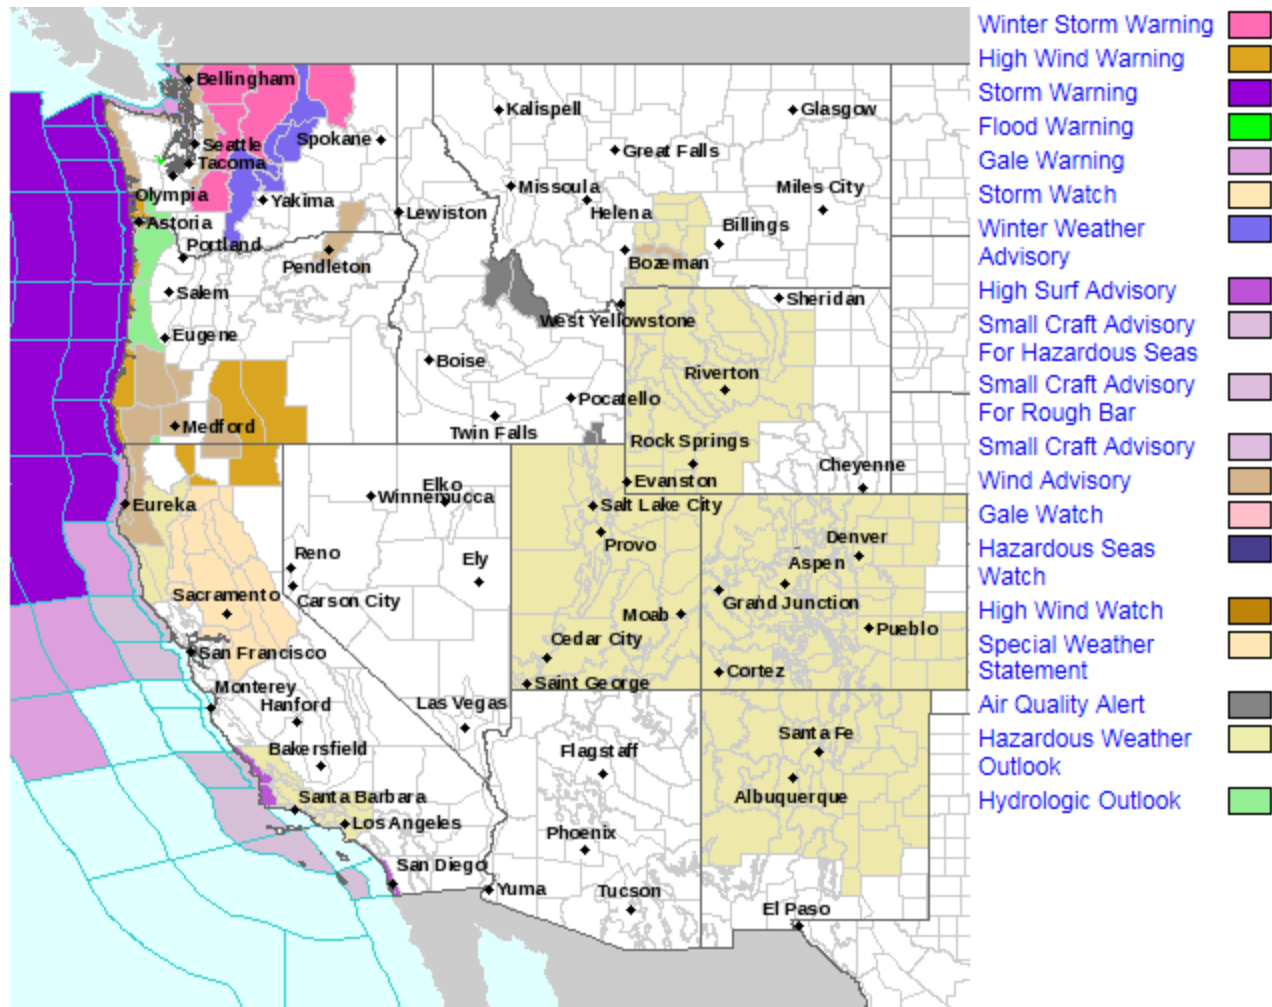 Winter Storm Warning
High Wind Warning
Storm Warning
Flood Warning
Gale Warning
Storm Watch
Winter Weather
Advisory
High Surf Advisory
Small Craft Advisory
For Hazardous Seas
Small Craft Advisory
For Rough Bar
Small Craft Advisory
Wind Advisory
Gale Watch
Hazardous Seas
Watch
High Wind Watch
Special Weather
Statement
Air Quality Alert
Hazardous Weather
Outlook
Hydrologic Outlook
Bellingham
Seattle
Tacoma
Olympia
Spokane
Yakima
Astoria
Portland
Pendleton
Salem
Eugene
Medford
Lewiston
Kalispell
Glasgow
Great Falls
Missoula
Helena
Miles City
Billings
Bozeman
West Yellowstone
Sheridan
Boise
Pocatello
Twin Falls
Riverton
Rock Springs
Evanston
Cheyenne
Eureka
Elko
Winnemucca
Reno
Carson City
Ely
Salt Lake City
Provo
Moab
Cedar City
Saint George
Denver
Aspen
Grand Junction
Pueblo
Cortez
Sacramento
San Francisco
Monterey
Hanford
Bakersfield
Santa Barbara
Los Angeles
San Diego
Las Vegas
Flagstaff
Phoenix
Yuma
Tucson
Santa Fe
Albuquerque
El Paso